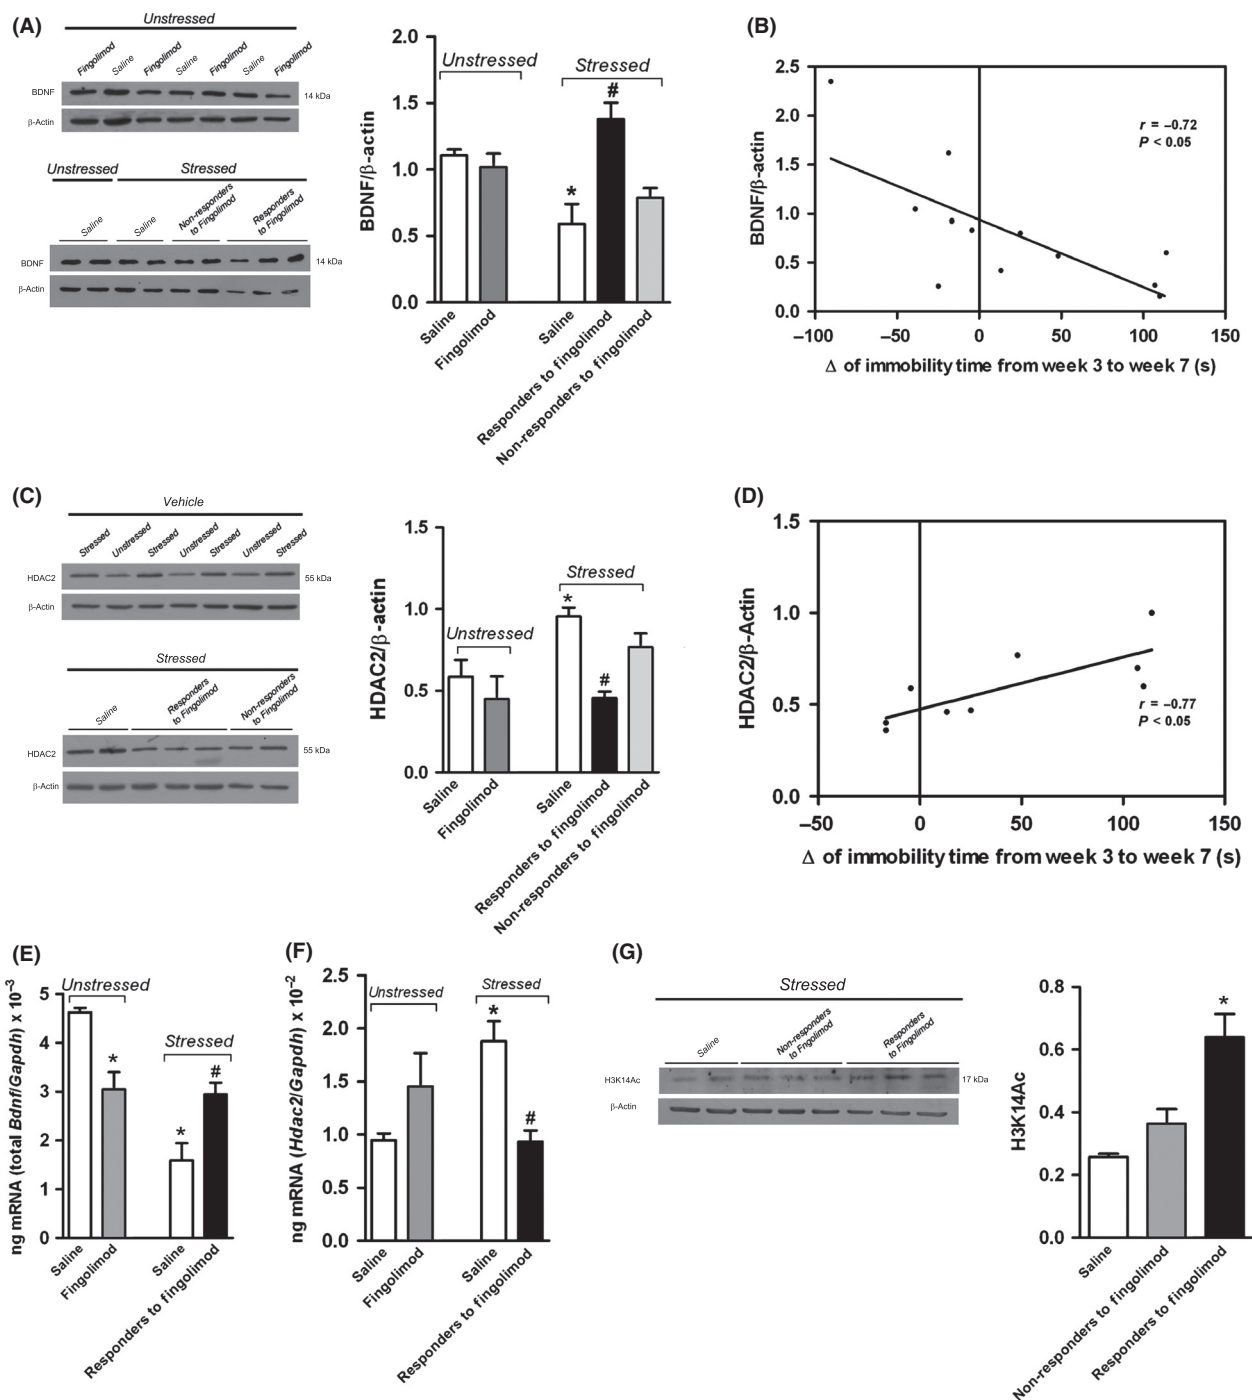 (A)
Unstressed
Fingolimod
Saline
Fingolimod
Saline
Fingolimod
Saline
Fingolimod
BDNF
14 kDa
β-Actin
Unstressed
Stressed
Saline
Saline
Non-responders
to Fingolimod
Responders
to Fingolimod
BDNF
14 kDa
β-Actin
BDNF/β-actin
2.0
1.5
1.0
0.5
0.0
Unstressed
Stressed
*
#
Saline
Fingolimod
Saline
Responders to fingolimod
Non-responders to fingolimod
(B)
BDNF/β-actin
2.5
2.0
1.5
1.0
0.5
0.0
r = –0.72
P < 0.05
–100
–50
0
50
100
150
Δ of immobility time from week 3 to week 7 (s)
(C)
Vehicle
Stressed
Unstressed
Stressed
Unstressed
Stressed
Unstressed
Stressed
HDAC2
55 kDa
β-Actin
Stressed
Saline
Responders
to Fingolimod
Non-responders
to Fingolimod
HDAC2
55 kDa
β-Actin
HDAC2/β-actin
1.5
1.0
0.5
0.0
Unstressed
Stressed
*
#
Saline
Fingolimod
Saline
Responders to fingolimod
Non-responders to fingolimod
(D)
HDAC2/β-Actin
1.5
1.0
0.5
0.0
r = –0.77
P < 0.05
–50
0
50
100
150
Δ of immobility time from week 3 to week 7 (s)
(E)
ng mRNA (total Bdnf/Gapdh) x 10–3
5
4
3
2
1
0
Unstressed
Stressed
*
*
#
Saline
Fingolimod
Saline
Responders to fingolimod
(F)
ng mRNA (Hdac2/Gapdh) x 10–2
2.5
2.0
1.5
1.0
0.5
0.0
Unstressed
Stressed
*
#
Saline
Fingolimod
Saline
Responders to fingolimod
(G)
Stressed
Saline
Non-responders
to Fngolimod
Responders
to Fngolimod
H3K14Ac
17 kDa
β-Actin
H3K14Ac
0.8
0.6
0.4
0.2
0.0
*
Saline
Non-responders to fingolimod
Responders to fingolimod